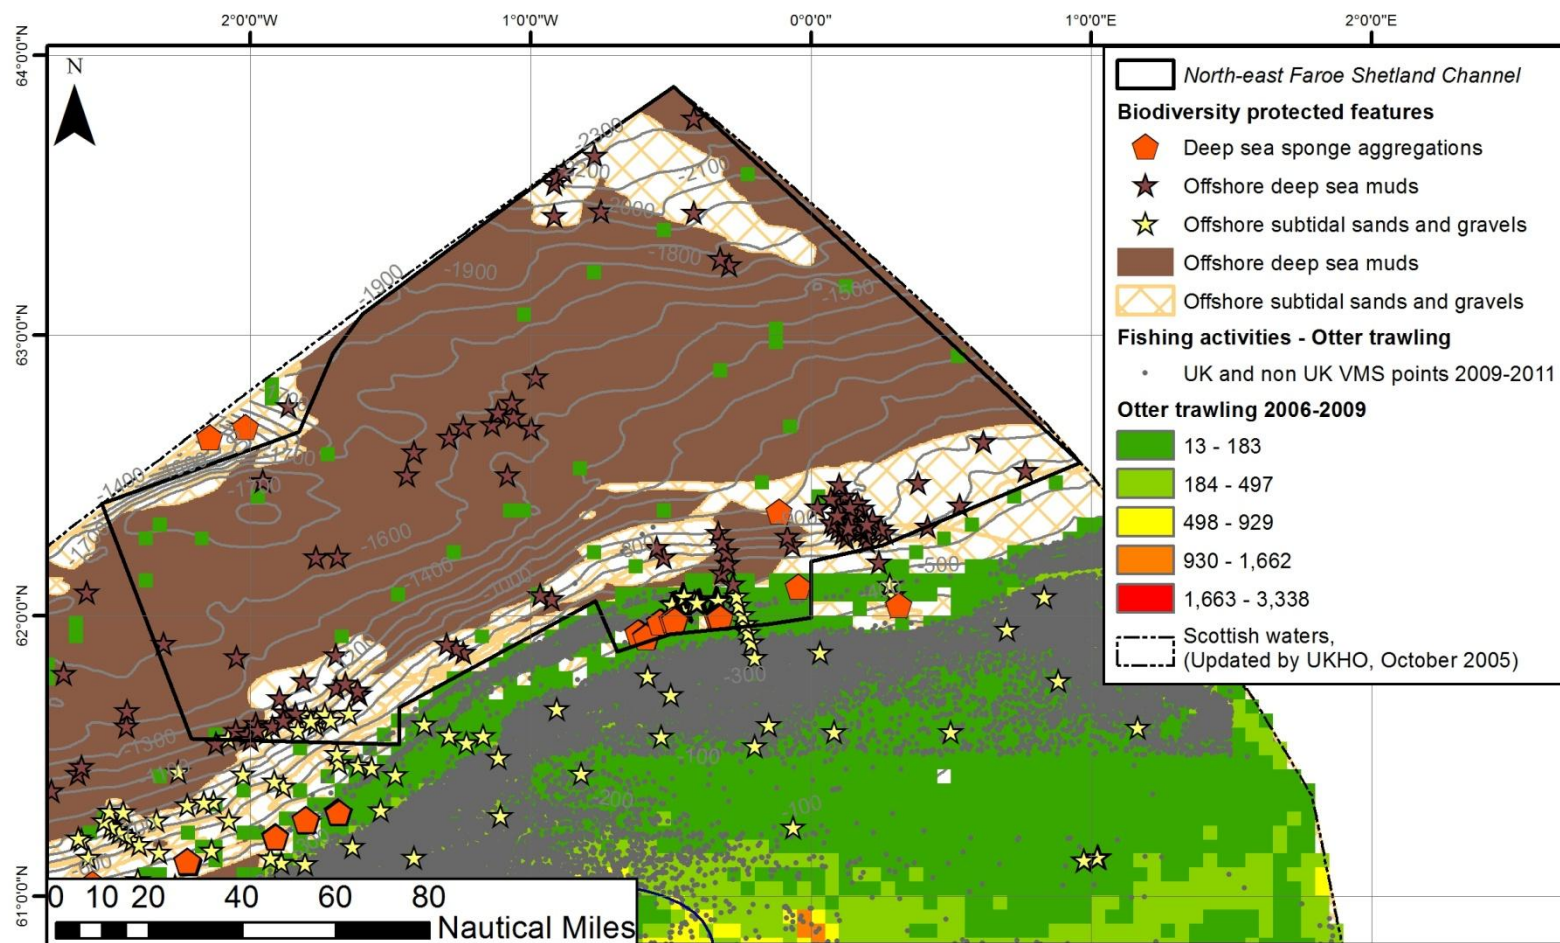 2°0'0"W 1°0'0"W 0°0'0" 1°0'0"E 2°0'0"E
64°0'0"N
63°0'0"N
62°0'0"N
61°0'0"N
N
North-east Faroe Shetland Channel
Biodiversity protected features
Deep sea sponge aggregations
Offshore deep sea muds
Offshore subtidal sands and gravels
Offshore deep sea muds
Offshore subtidal sands and gravels
Fishing activities - Otter trawling
UK and non UK VMS points 2009-2011
Otter trawling 2006-2009
13 - 183
184 - 497
498 - 929
930 - 1,662
1,663 - 3,338
Scottish waters,
(Updated by UKHO, October 2005)
-2300
-2100
-2000
-1900
-1900
-1800
-1500
-1700
-1700
-1400
-1700
-1600
-1400
-1000
-500
-1300
-300
-100
-200
-100
0 10 20 40 60 80
Nautical Miles